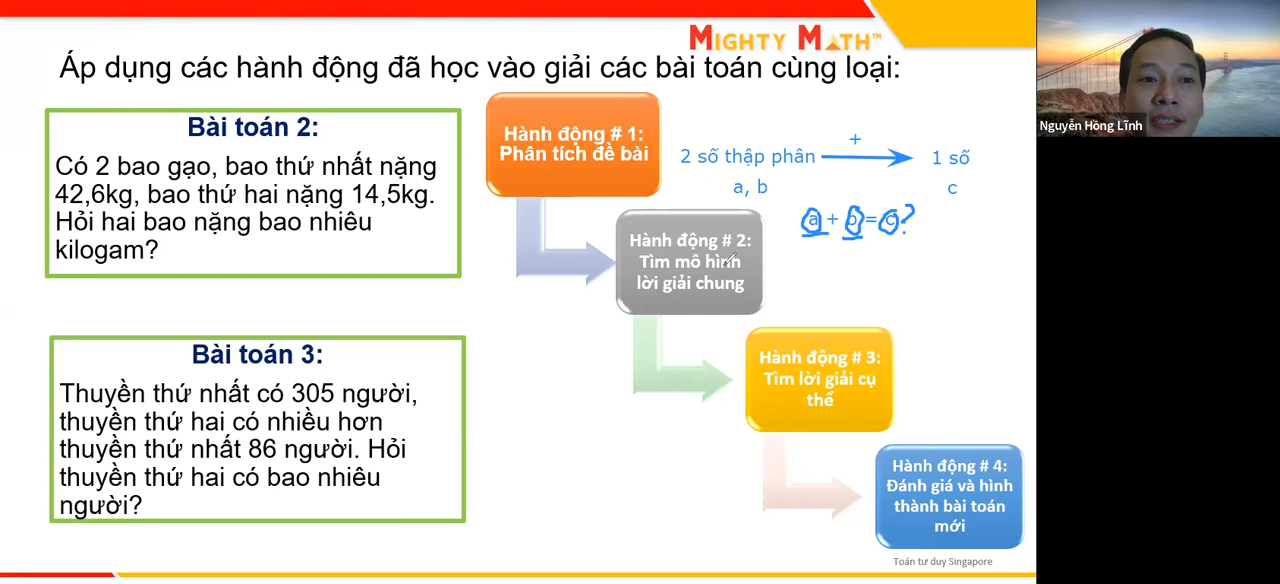 MIGHTY MATH™
Áp dụng các hành động đã học vào giải các bài toán cùng loại:
Bài toán 2:
Có 2 bao gạo, bao thứ nhất nặng
42,6kg, bao thứ hai nặng 14,5kg.
Hỏi hai bao nặng bao nhiêu
kilogam?
Bài toán 3:
Thuyền thứ nhất có 305 người,
thuyền thứ hai có nhiều hơn
thuyền thứ nhất 86 người. Hỏi
thuyền thứ hai có bao nhiêu
người?
Hành động # 1:
Phân tích đề bài
+
2 số thập phân
1 số
a, b
c
a + b = c ?
Hành động # 2:
Tìm mô hình
lời giải chung
Hành động # 3:
Tìm lời giải cụ
thể
Hành động # 4:
Đánh giá và hình
thành bài toán
mới
Toán tư duy Singapore
Nguyễn Hồng Lĩnh